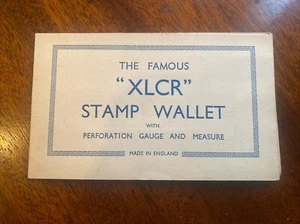 THE FAMOUS
"XLCR"
STAMP WALLET
WITH
PERFORATION GAUGE AND MEASURE
MADE IN ENGLAND